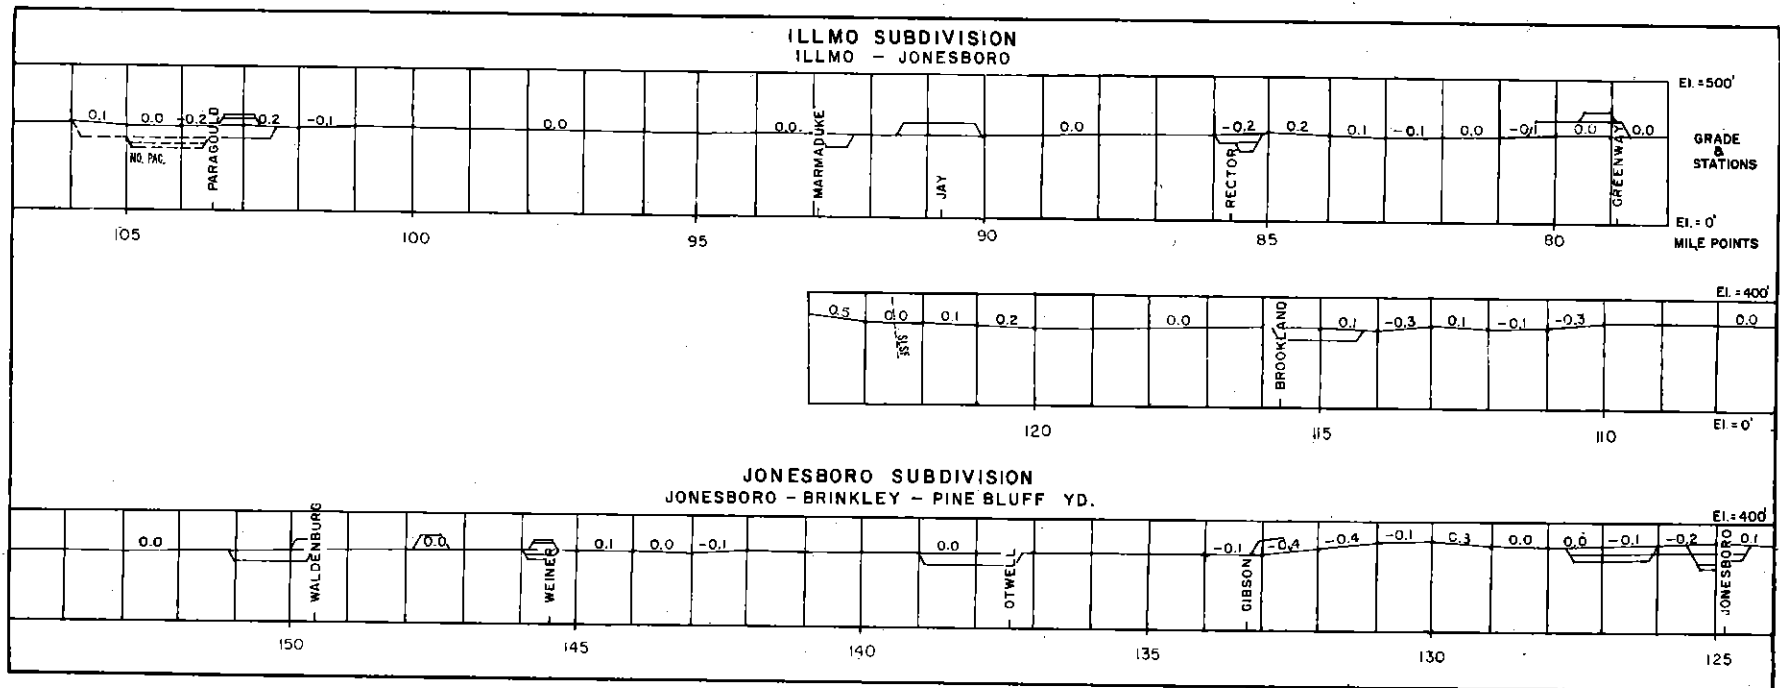 ILLMO SUBDIVISION
ILLMO - JONESBORO
El.=500'
0.1 0.0 -0.2 0.2 -0.1 0.0 0.0 0.0 -0.2 0.2 0.1 -0.1 0.0 -0.1 0.0 0.0
NO. PAC.
PARAGOULD
MARMADUKE
JAY
RECTOR
GREENWAY
GRADE
&
STATIONS
El.=0'
105 100 95 90 85 80
MILE POINTS
El.=400'
0.5 0.0 0.1 0.2 0.0 0.1 -0.3 0.1 -0.1 -0.3 0.0
BROOKLAND
El.=0'
120 115 110
JONESBORO SUBDIVISION
JONESBORO - BRINKLEY - PINE BLUFF YD.
El.=400'
0.0 0.0 0.1 0.0 -0.1 0.0 -0.1 -0.4 -0.4 -0.1 0.3 0.0 0.0 -0.1 -0.2 0.1
WALDENBURG
WEINER
OTWELL
GIBSON
JONESBORO
150 145 140 135 130 125